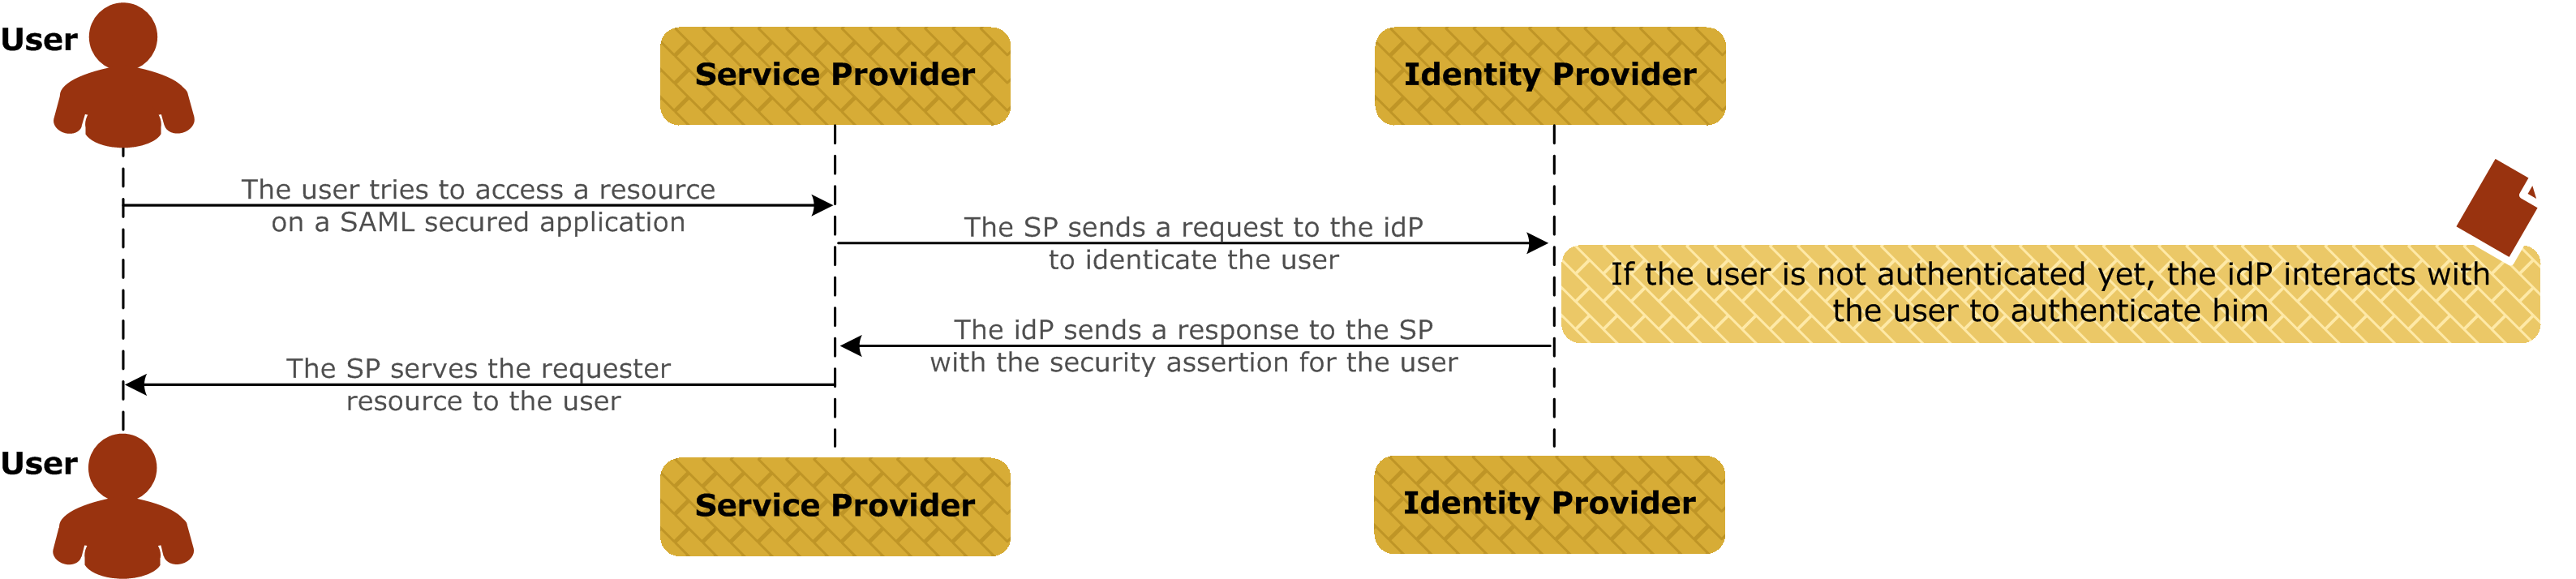 User
Service Provider
Identity Provider
The user tries to access a resource
on a SAML secured application
The SP sends a request to the idP
to identicate the user
If the user is not authenticated yet, the idP interacts with
the user to authenticate him
The idP sends a response to the SP
with the security assertion for the user
The SP serves the requester
resource to the user
User
Service Provider
Identity Provider